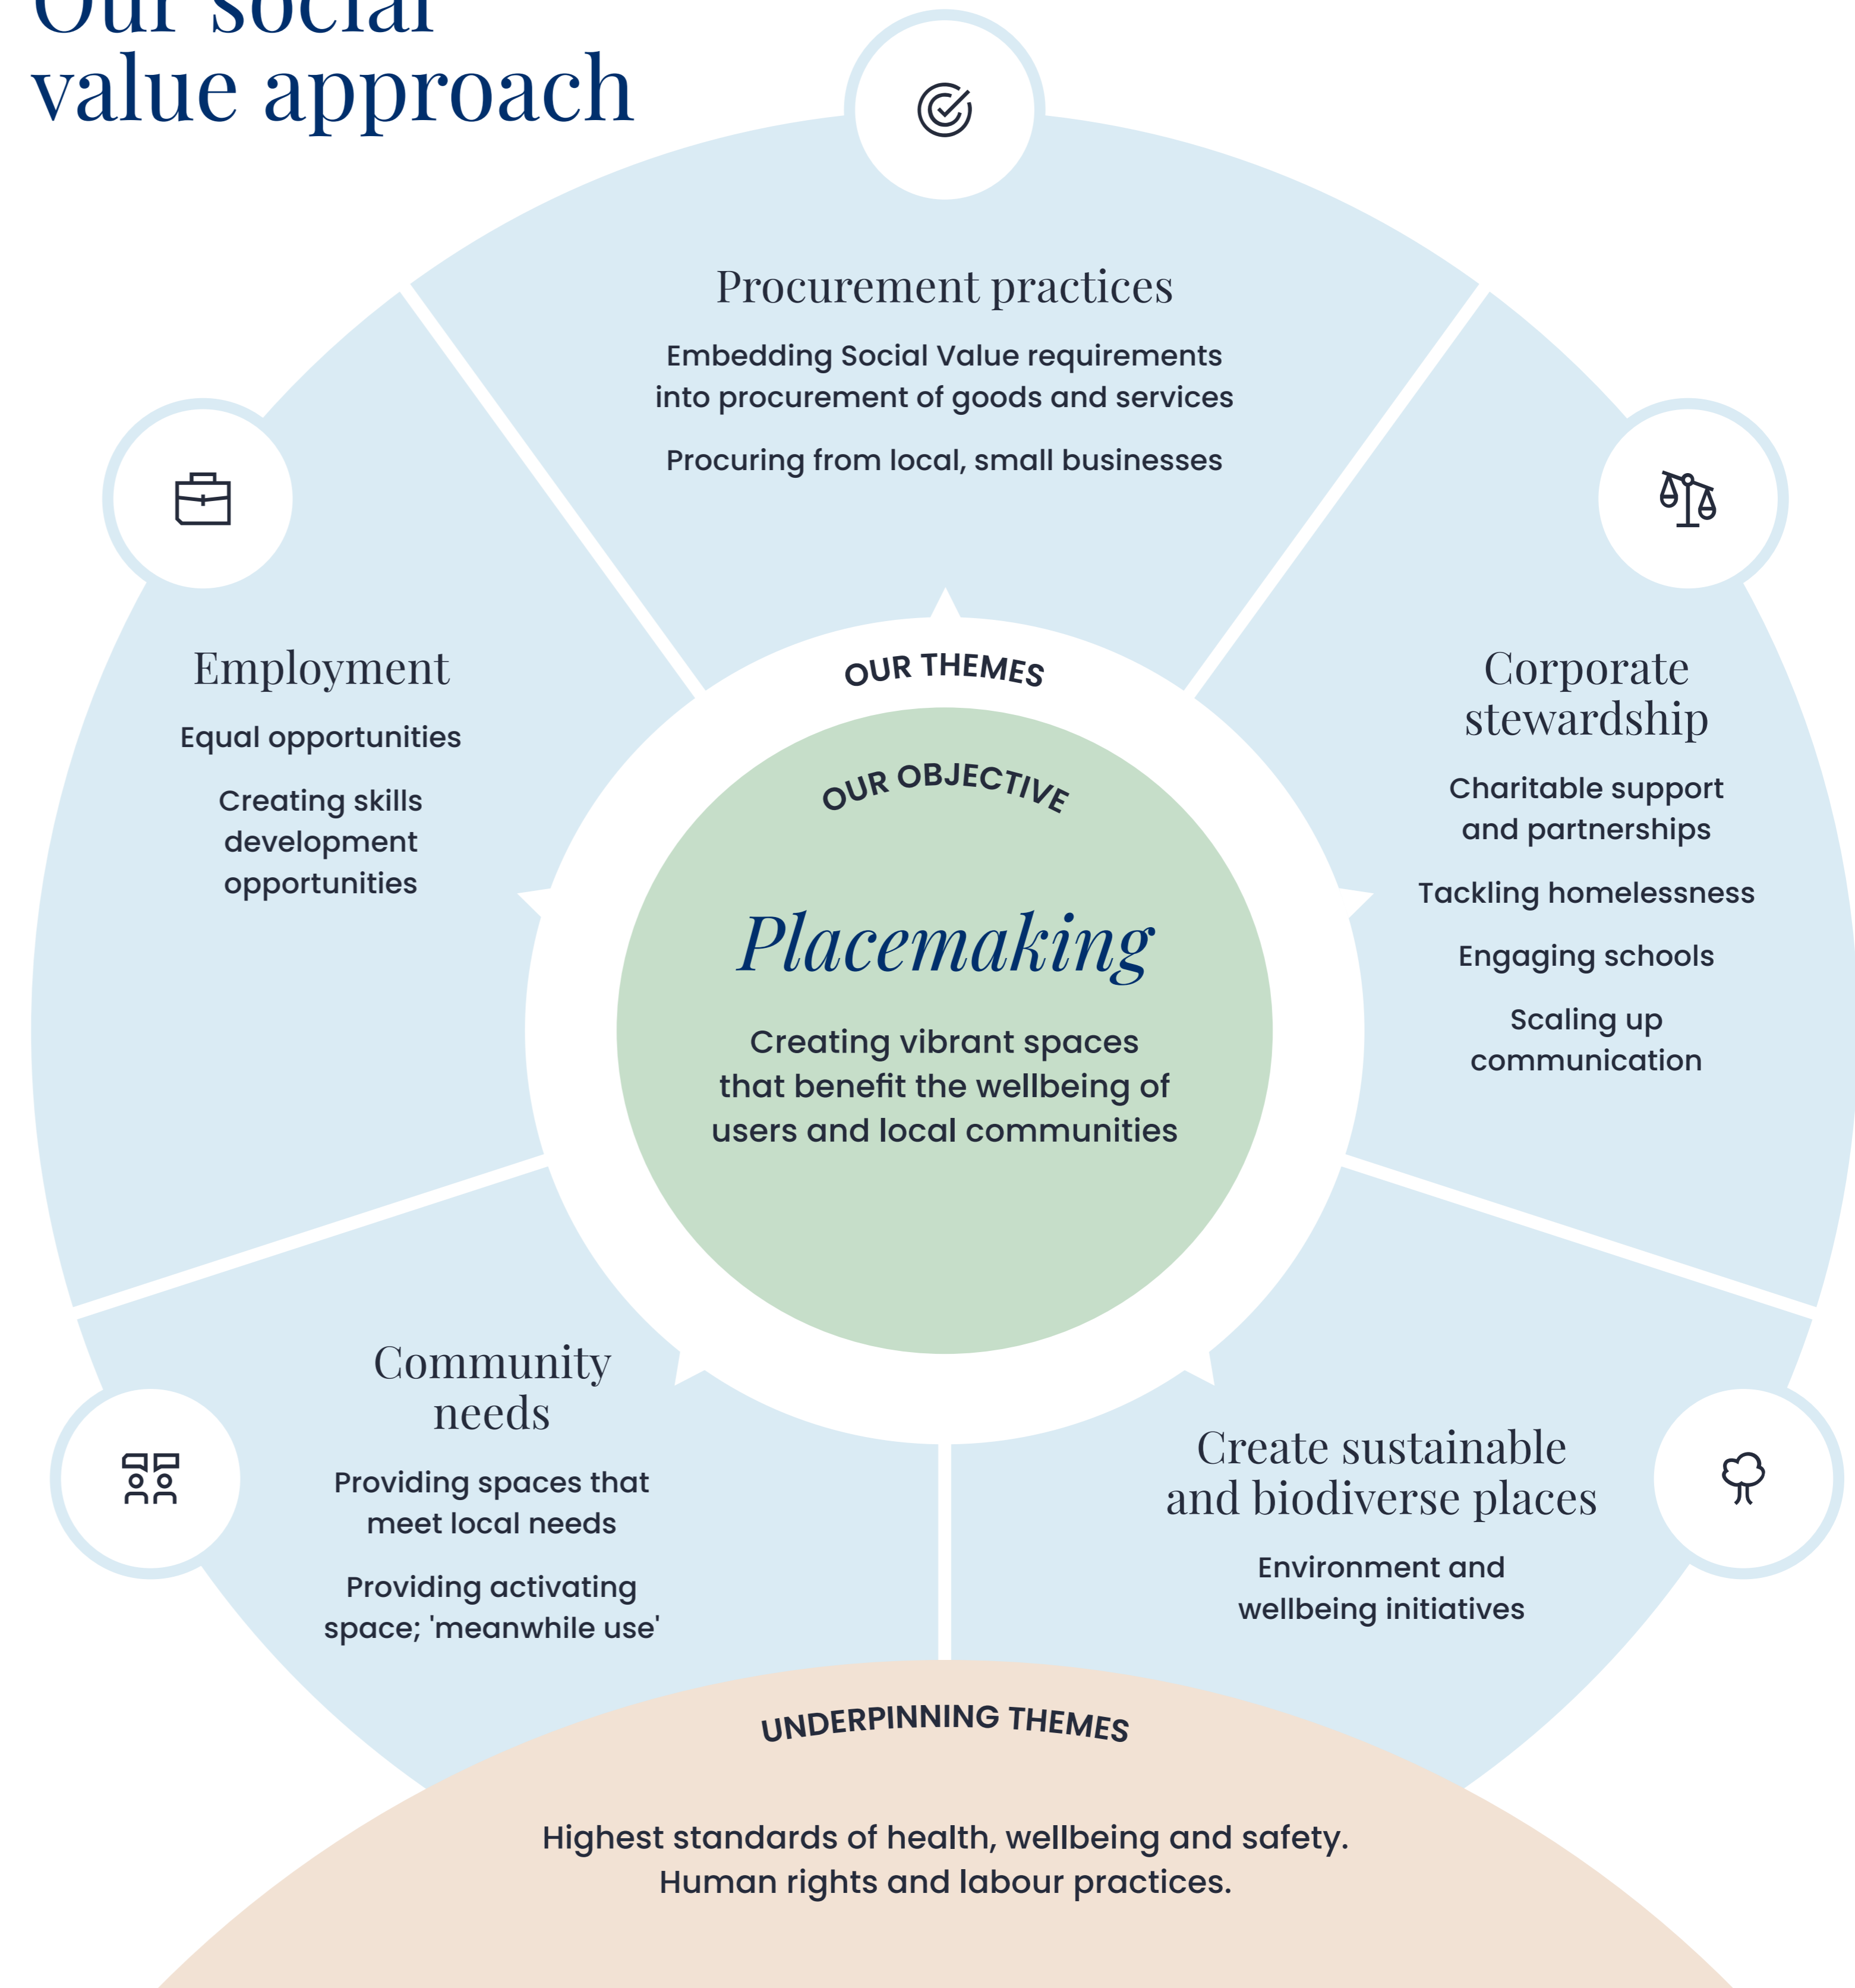 Our social
value approach
Procurement practices
Embedding Social Value requirements
into procurement of goods and services
Procuring from local, small businesses
Employment
Equal opportunities
Creating skills
development
opportunities
Corporate
stewardship
Charitable support
and partnerships
Tackling homelessness
Engaging schools
Scaling up
communication
OUR THEMES
OUR OBJECTIVE
Placemaking
Creating vibrant spaces
that benefit the wellbeing of
users and local communities
Community
needs
Providing spaces that
meet local needs
Providing activating
space; 'meanwhile use'
Create sustainable
and biodiverse places
Environment and
wellbeing initiatives
UNDERPINNING THEMES
Highest standards of health, wellbeing and safety.
Human rights and labour practices.